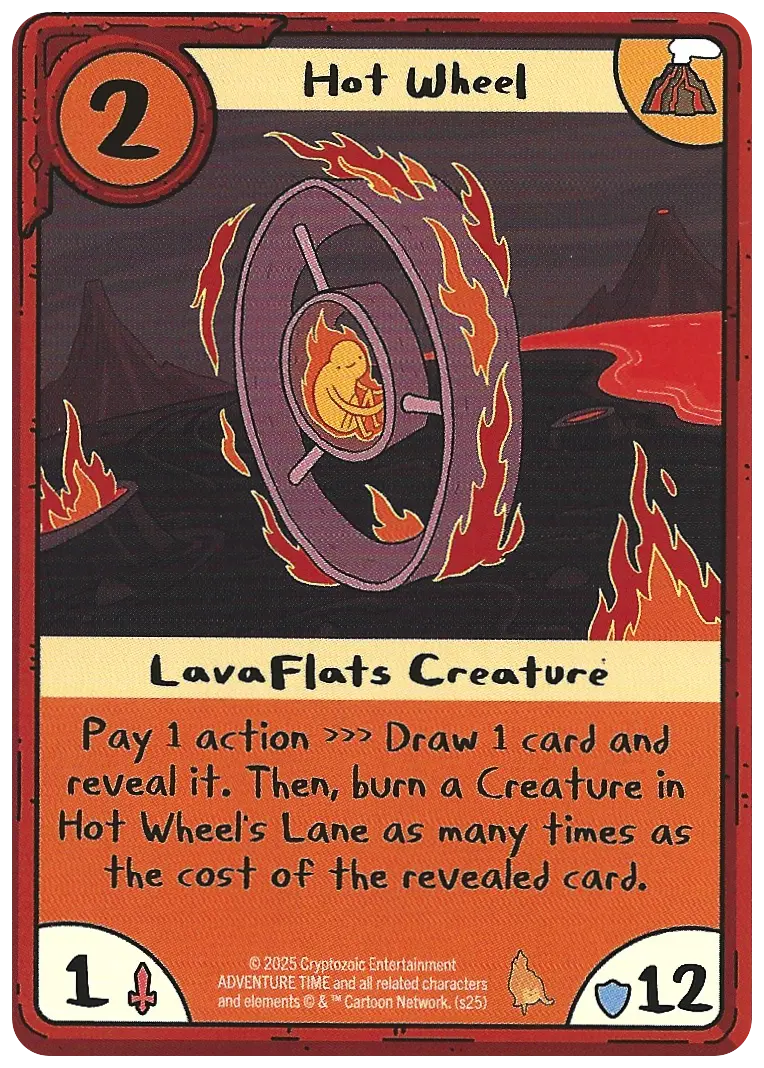 2
Hot Wheel
LavaFlats Creature
Pay 1 action >>> Draw 1 card and
reveal it. Then, burn a Creature in
Hot Wheel's Lane as many times as
the cost of the revealed card.
1
© 2025 Cryptozoic Entertainment
ADVENTURE TIME and all related characters
and elements © & ™ Cartoon Network. (s25)
12